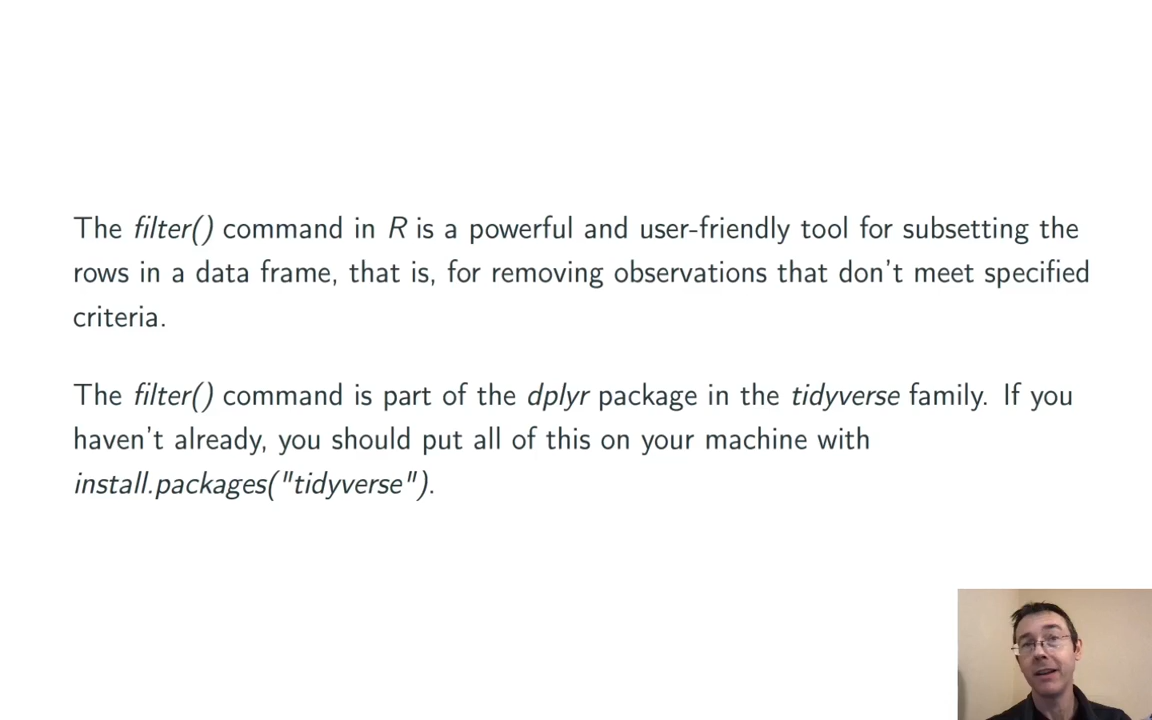 The filter() command in R is a powerful and user-friendly tool for subsetting the
rows in a data frame, that is, for removing observations that don't meet specified
criteria.
The filter() command is part of the dplyr package in the tidyverse family. If you
haven't already, you should put all of this on your machine with
install.packages("tidyverse").